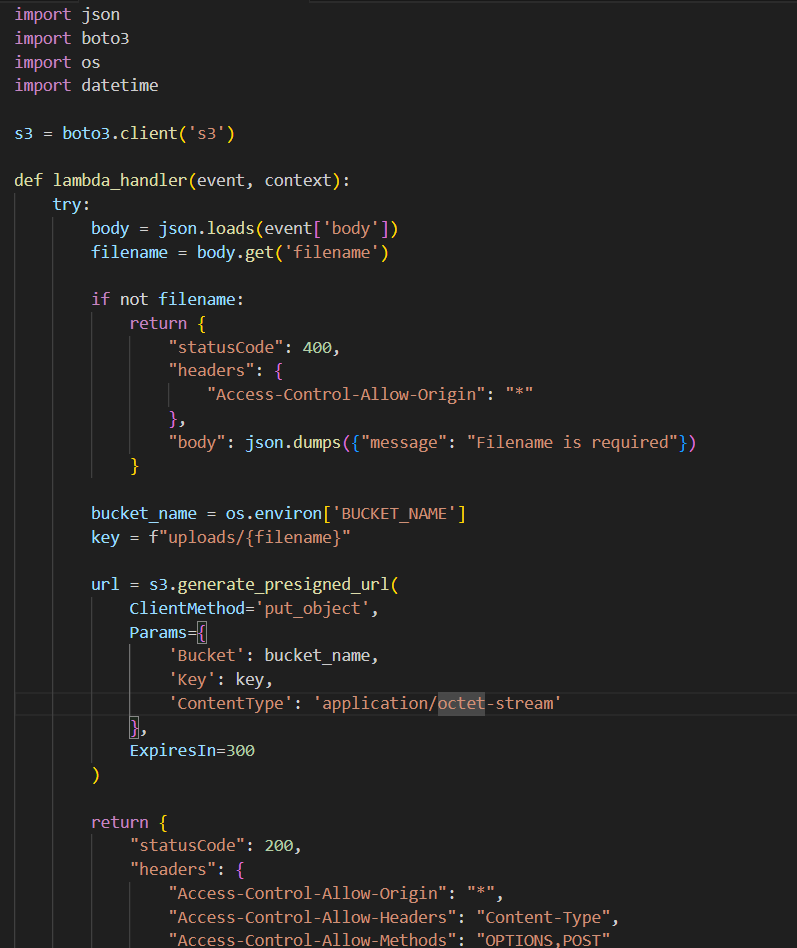 import json
import boto3
import os
import datetime
s3 = boto3.client('s3')
def lambda_handler(event, context):
try:
body = json.loads(event['body'])
filename = body.get('filename')
if not filename:
return {
"statusCode": 400,
"headers": {
"Access-Control-Allow-Origin": "*"
},
"body": json.dumps({"message": "Filename is required"})
}
bucket_name = os.environ['BUCKET_NAME']
key = f"uploads/{filename}"
url = s3.generate_presigned_url(
ClientMethod='put_object',
Params={
'Bucket': bucket_name,
'Key': key,
'ContentType': 'application/octet-stream'
},
ExpiresIn=300
)
return {
"statusCode": 200,
"headers": {
"Access-Control-Allow-Origin": "*",
"Access-Control-Allow-Headers": "Content-Type",
"Access-Control-Allow-Methods": "OPTIONS,POST"